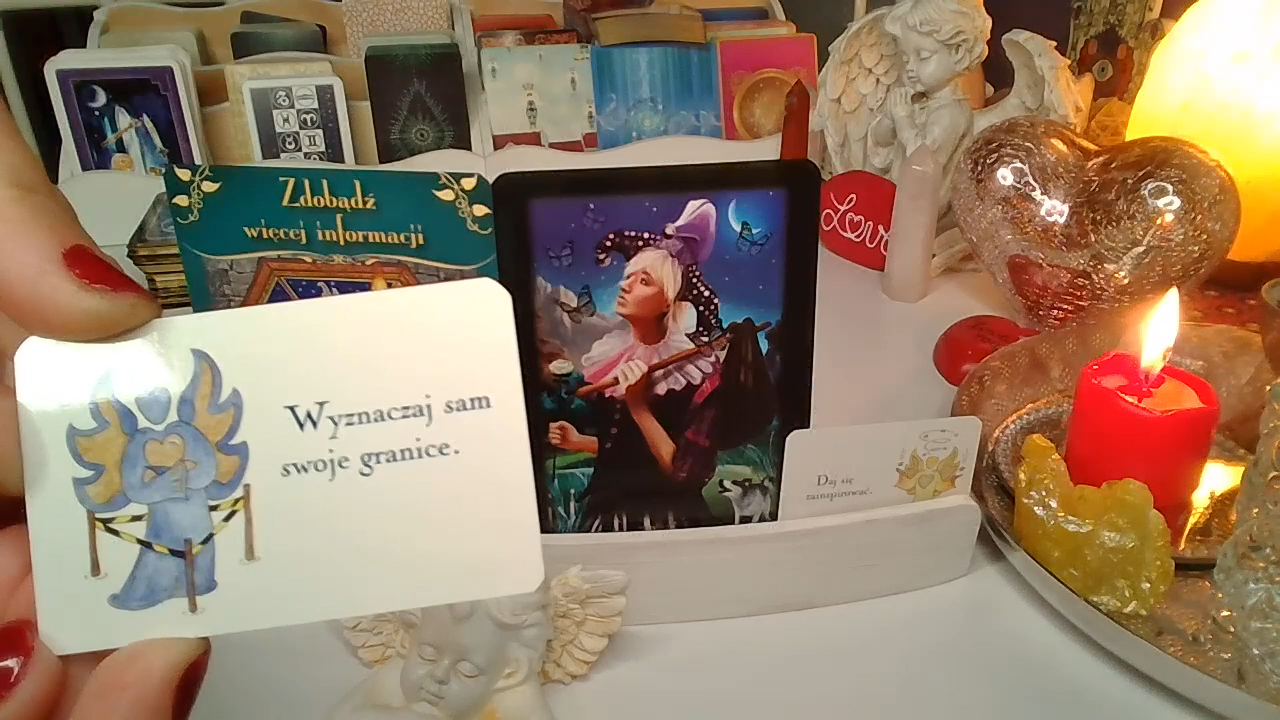 Zdobądź
więcej informacji
Wyznaczaj sam
swoje granice.
Love
Daj się
zainspirować.